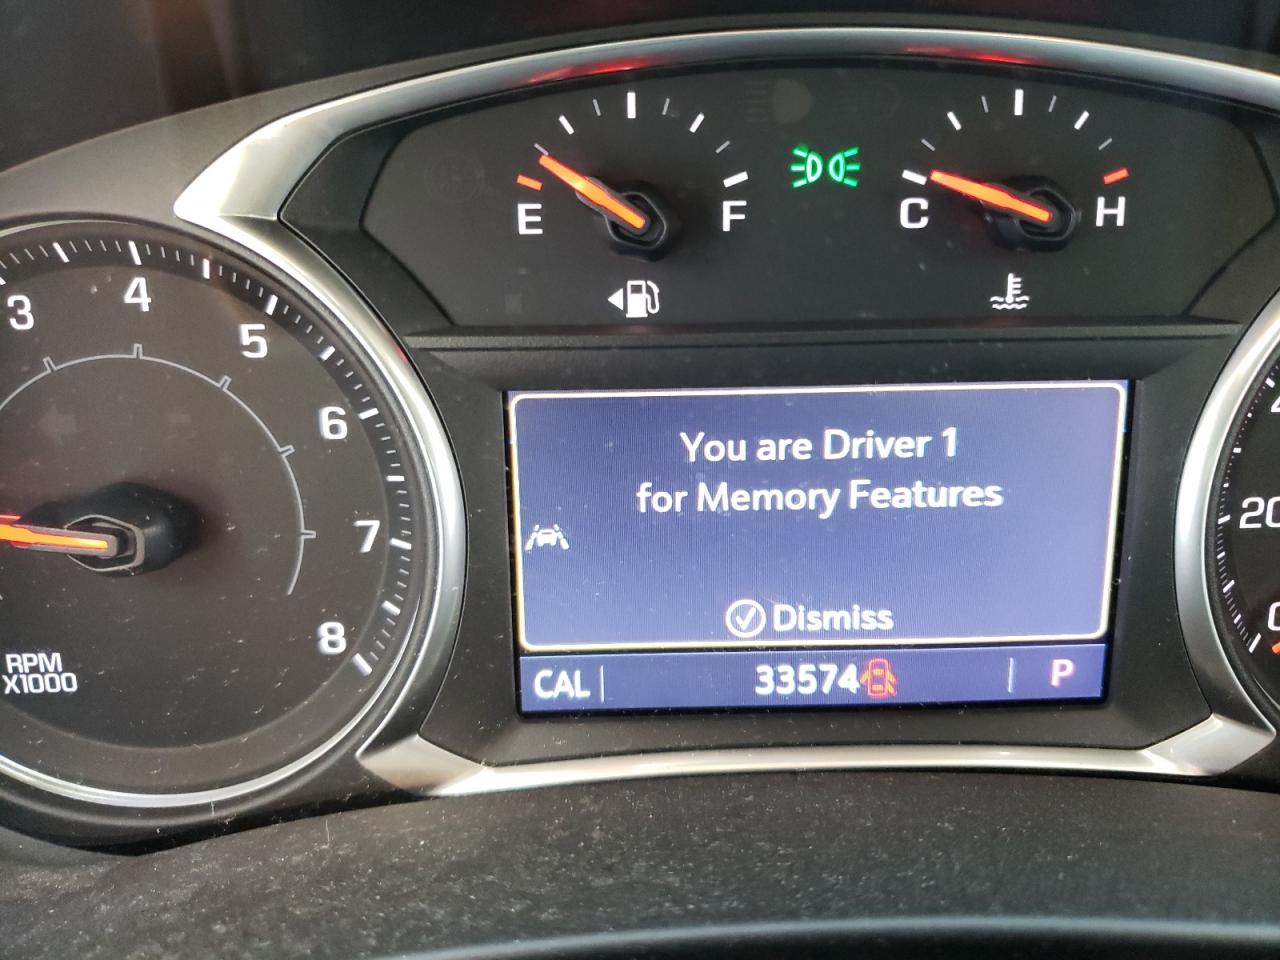 E F
C H
3 4 5 6 7 8
RPM
X1000
You are Driver 1
for Memory Features
Dismiss
CAL 33574 P
20
0